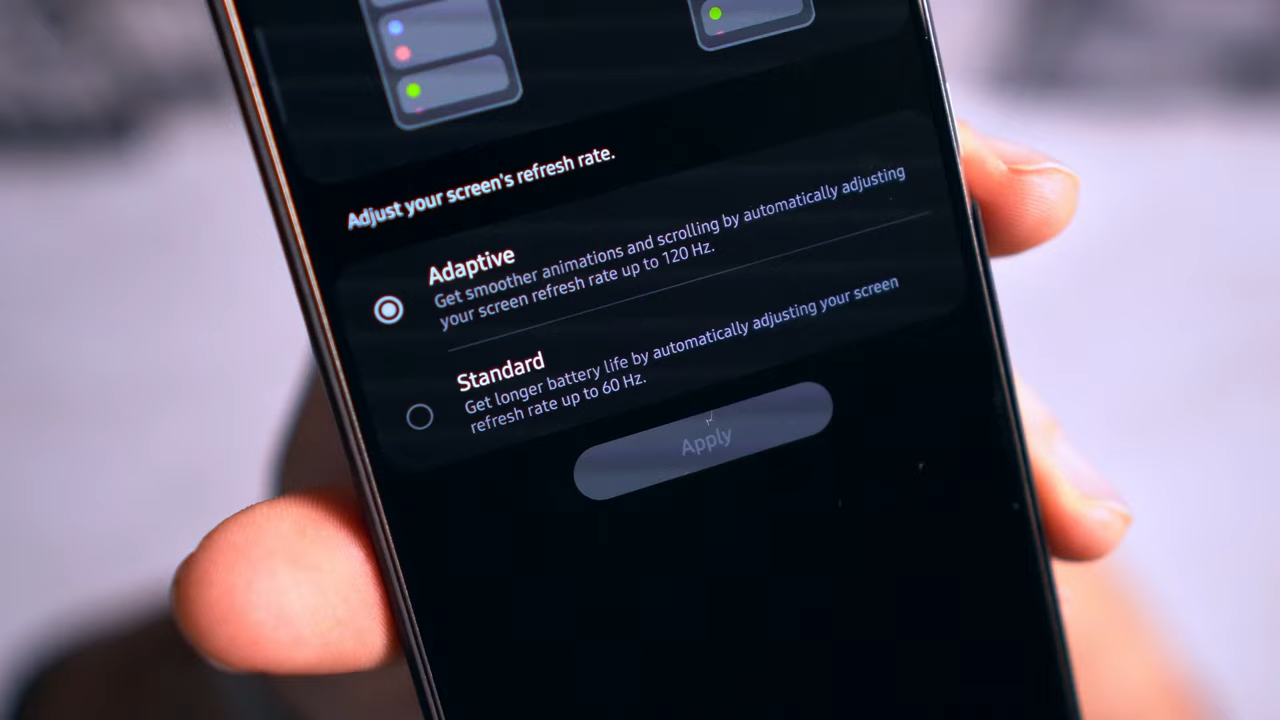 Adjust your screen's refresh rate.
Adaptive
Get smoother animations and scrolling by automatically adjusting
your screen refresh rate up to 120 Hz.
Standard
Get longer battery life by automatically adjusting your screen
refresh rate up to 60 Hz.
Apply